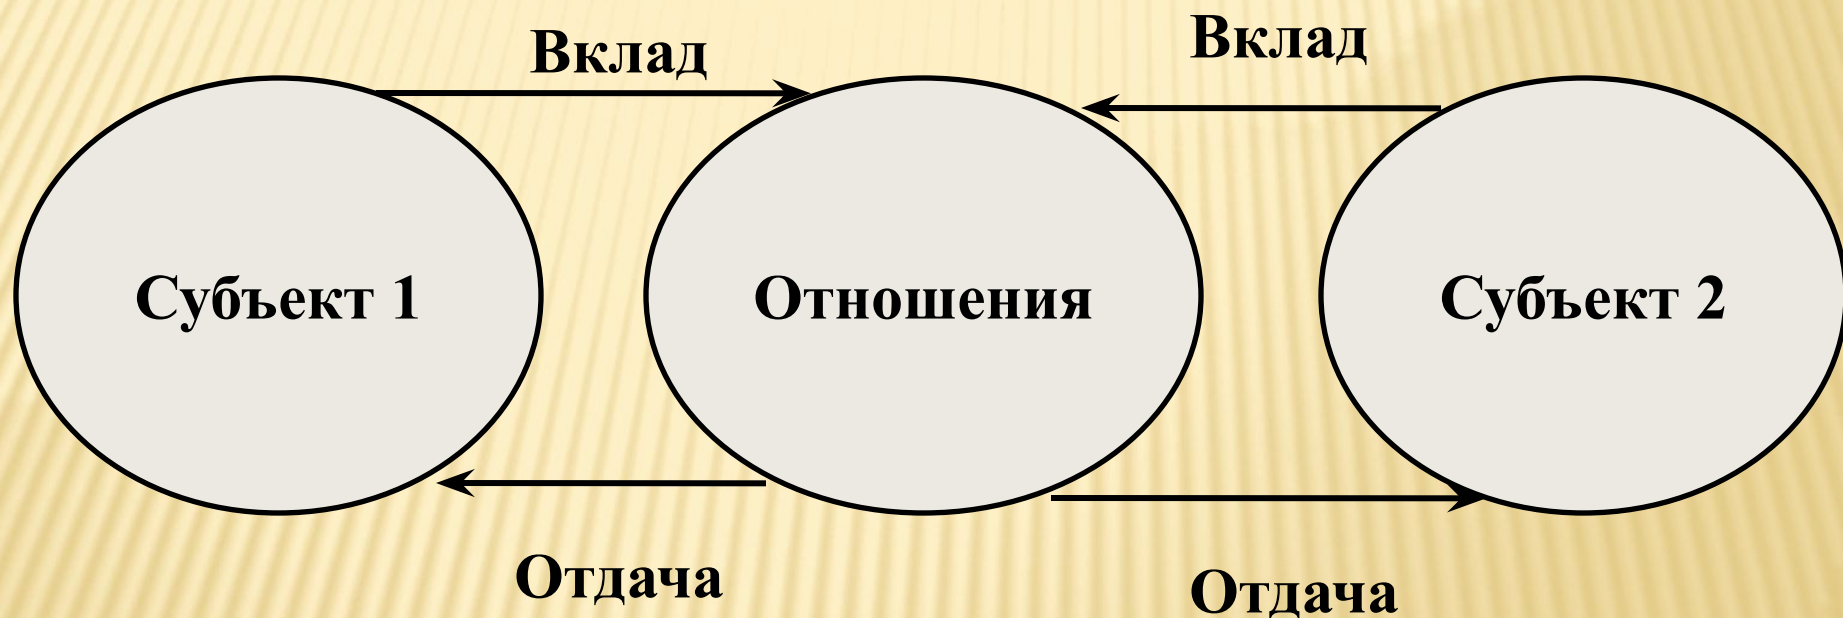 Вклад
Вклад
Субъект 1
Отношения
Субъект 2
Отдача
Отдача